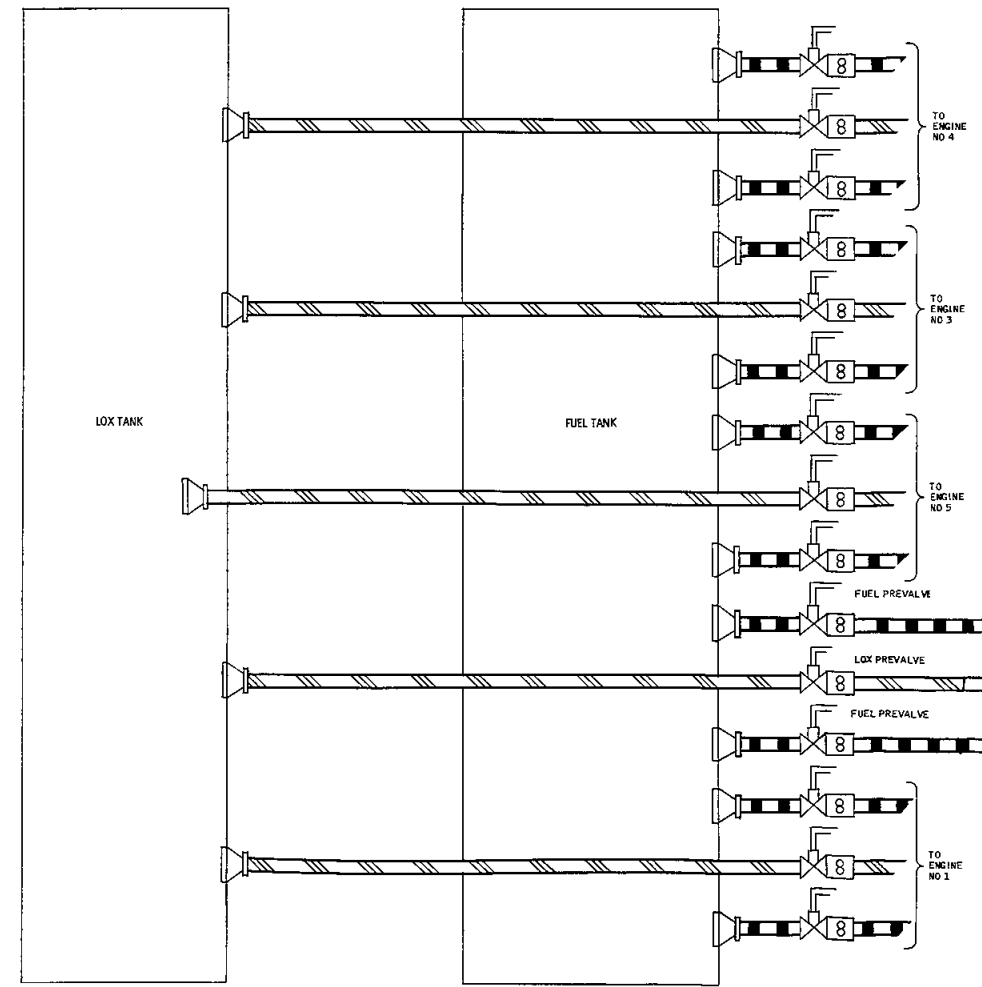 TO
ENGINE
NO 4
TO
ENGINE
NO 3
LOX TANK
FUEL TANK
TO
ENGINE
NO 5
FUEL PREVALVE
LOX PREVALVE
FUEL PREVALVE
TO
ENGINE
NO 1